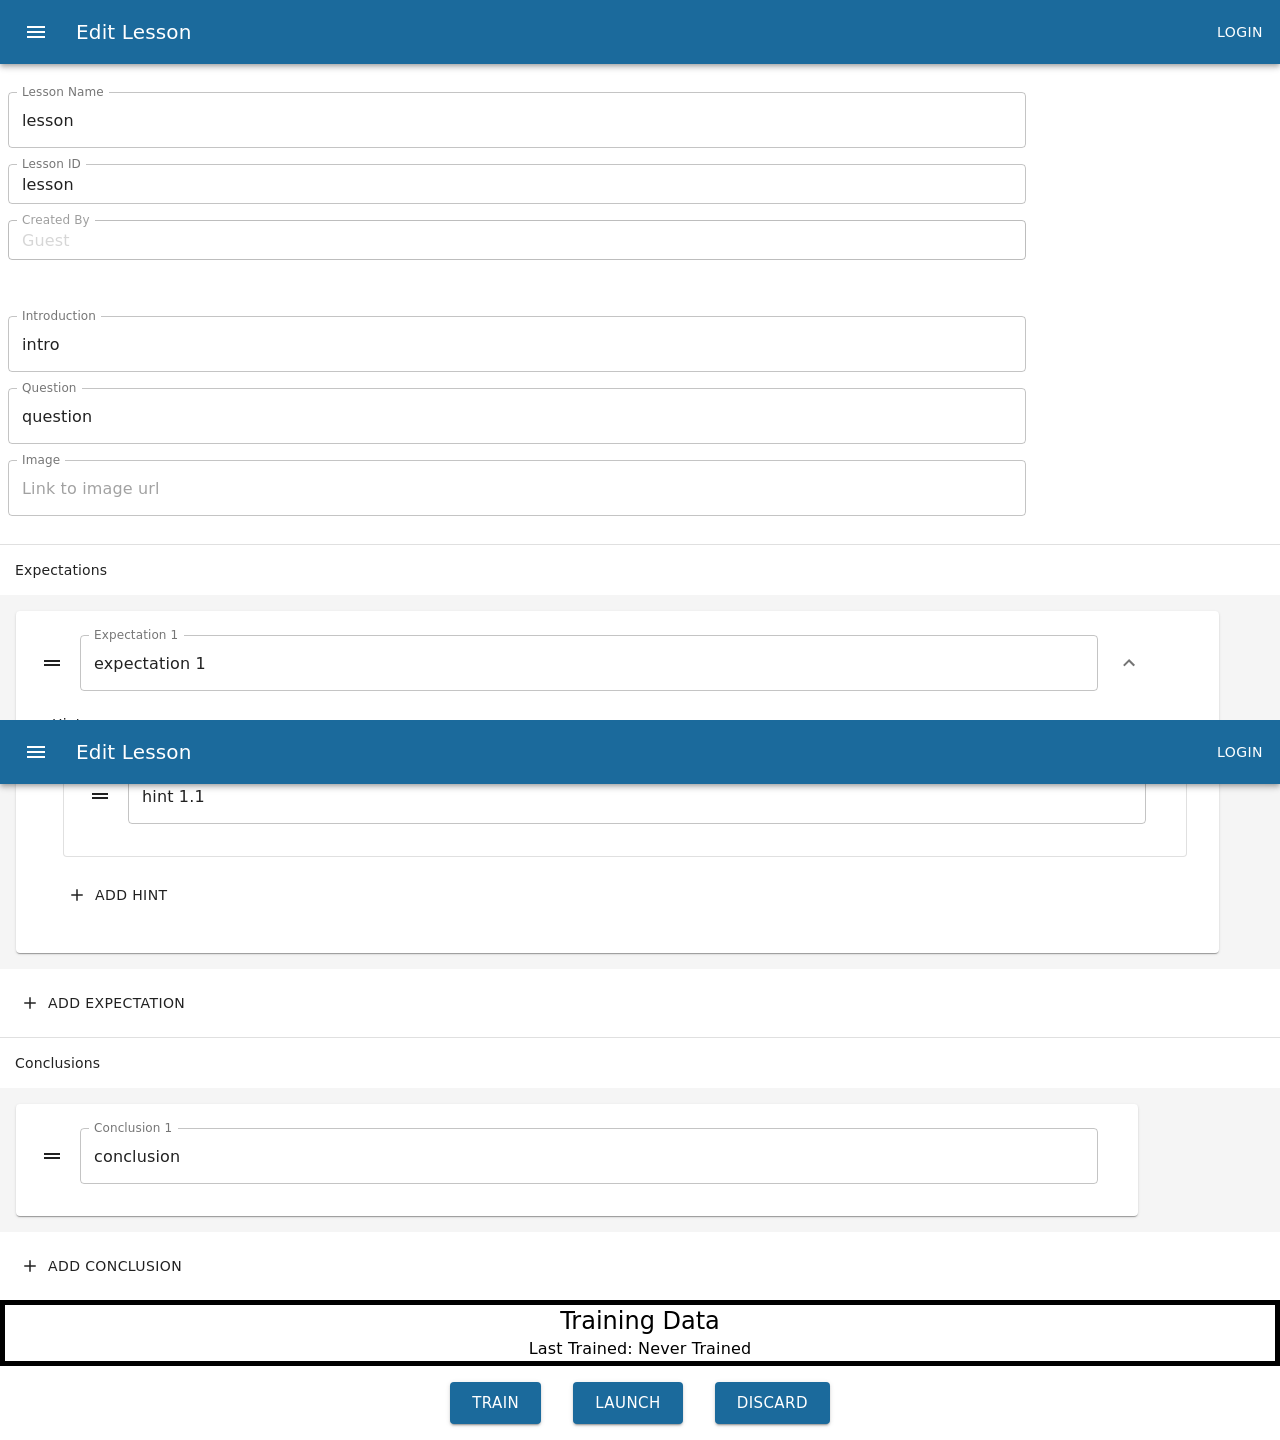 Edit Lesson
LOGIN
Lesson Name
lesson
Lesson ID
lesson
Created By
Guest
Introduction
intro
Question
question
Image
Link to image url
Expectations
Expectation 1
expectation 1
Edit Lesson
LOGIN
hint 1.1
ADD HINT
ADD EXPECTATION
Conclusions
Conclusion 1
conclusion
ADD CONCLUSION
Training Data
Last Trained: Never Trained
TRAIN
LAUNCH
DISCARD